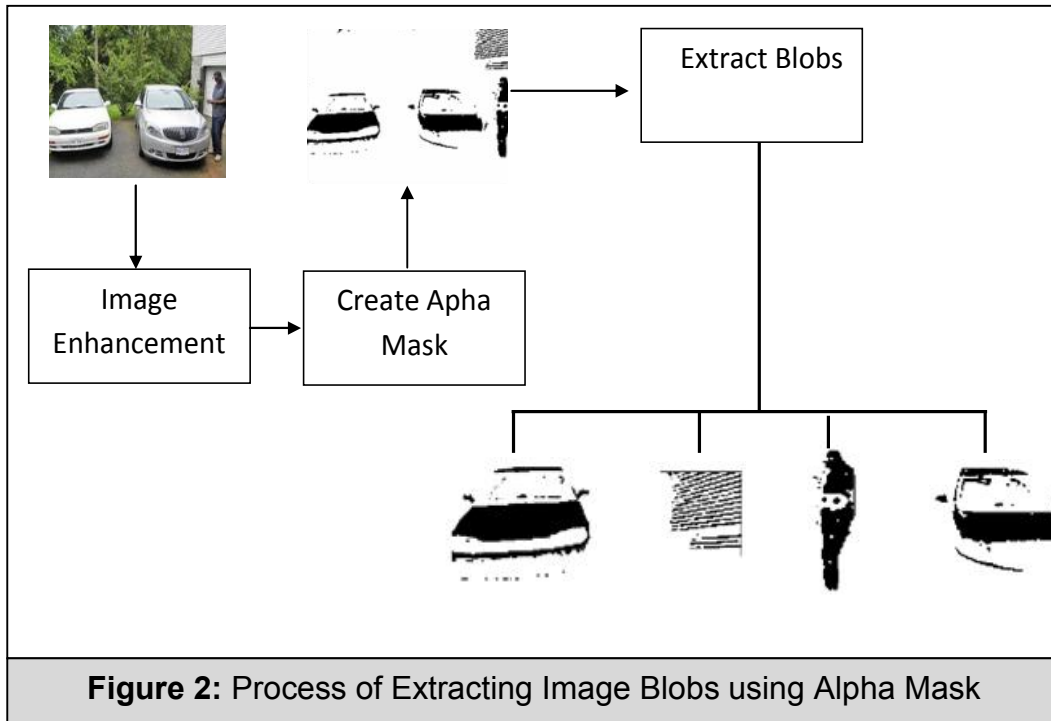 Extract Blobs
Image
Enhancement
Create Apha
Mask
Figure 2: Process of Extracting Image Blobs using Alpha Mask